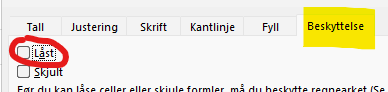 Tall Justering Skrift Kantlinje Fyll Beskyttelse
Låst
Skjult
Før du kan låse celler eller skjule formler, må du beskytte regnearket (Se